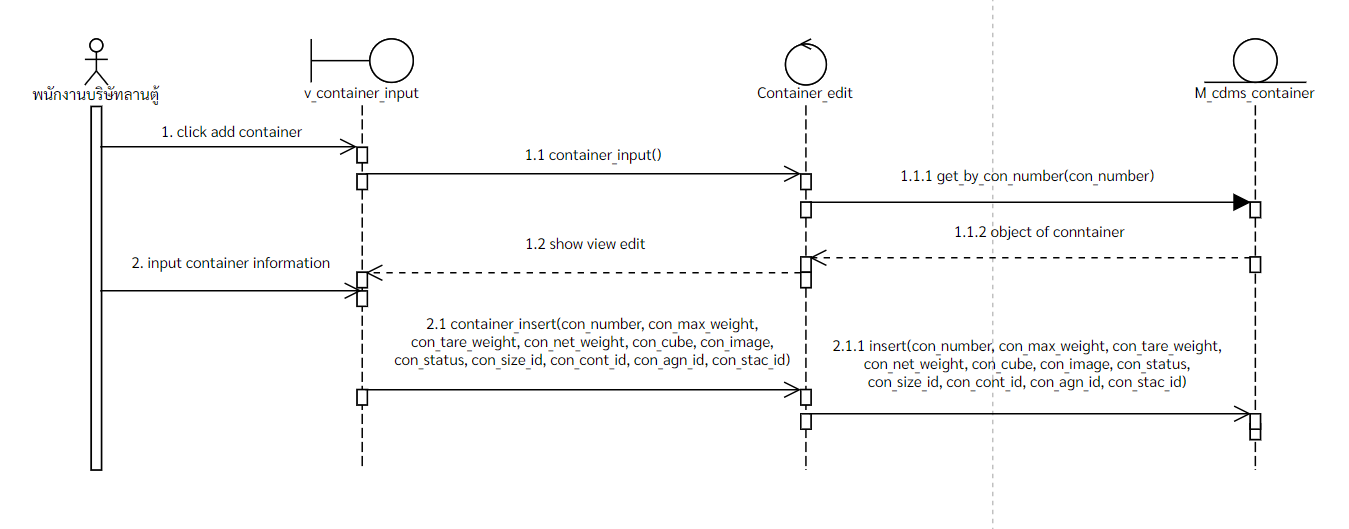 พนักงานบริษัทลานตู้
v_container_input
Container_edit
M_cdms_container
1. click add container
1.1 container_input()
1.1.1 get_by_con_number(con_number)
1.1.2 object of conntainer
1.2 show view edit
2. input container information
2.1 container_insert(con_number, con_max_weight,
con_tare_weight, con_net_weight, con_cube, con_image,
con_status, con_size_id, con_cont_id, con_agn_id, con_stac_id)
2.1.1 insert(con_number, con_max_weight, con_tare_weight,
con_net_weight, con_cube, con_image, con_status,
con_size_id, con_cont_id, con_agn_id, con_stac_id)